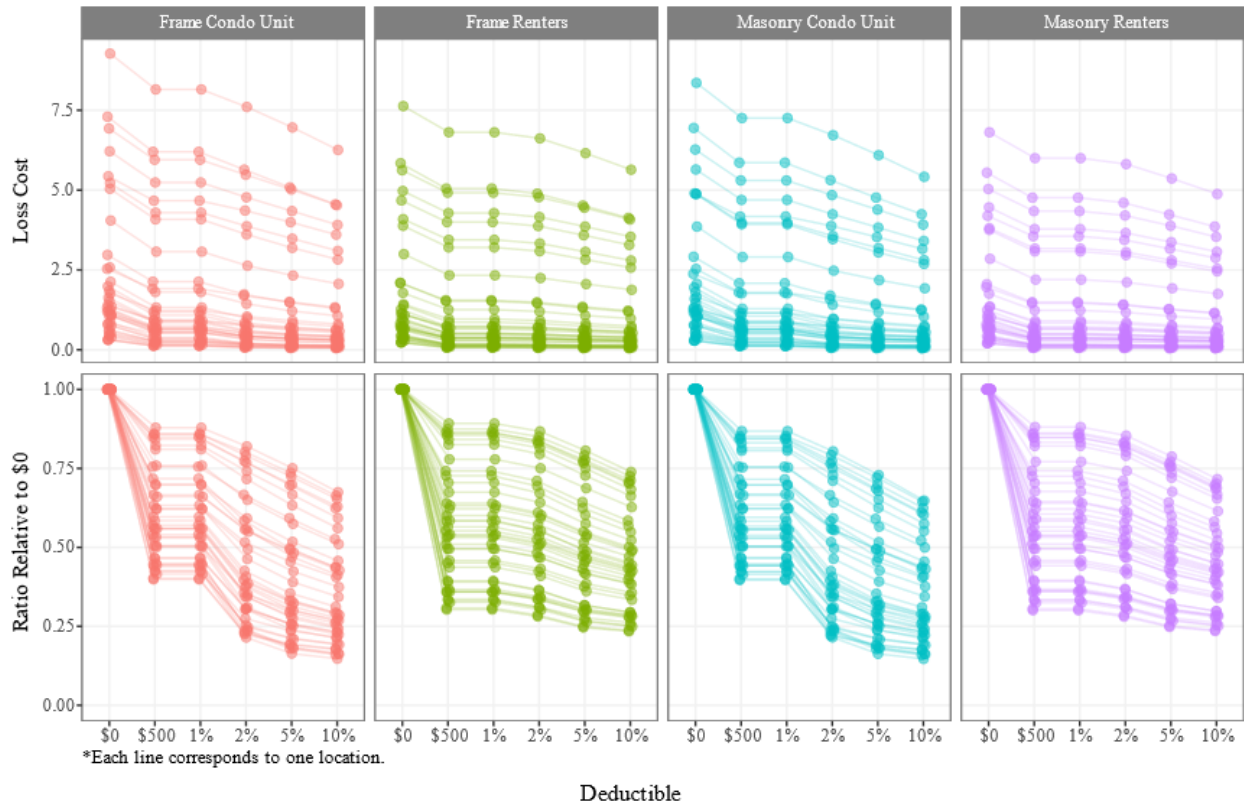 Frame Condo Unit
Frame Renters
Masonry Condo Unit
Masonry Renters
Loss Cost
7.5
5.0
2.5
0.0
Ratio Relative to $0
1.00
0.75
0.50
0.25
0.00
$0 $500 1% 2% 5% 10%
$0 $500 1% 2% 5% 10%
$0 $500 1% 2% 5% 10%
$0 $500 1% 2% 5% 10%
*Each line corresponds to one location.
Deductible